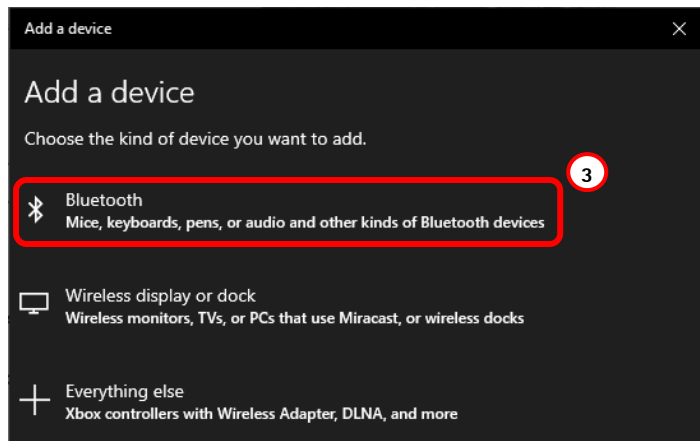 Add a device
Add a device
Choose the kind of device you want to add.
3
Bluetooth
Mice, keyboards, pens, or audio and other kinds of Bluetooth devices
Wireless display or dock
Wireless monitors, TVs, or PCs that use Miracast, or wireless docks
Everything else
Xbox controllers with Wireless Adapter, DLNA, and more